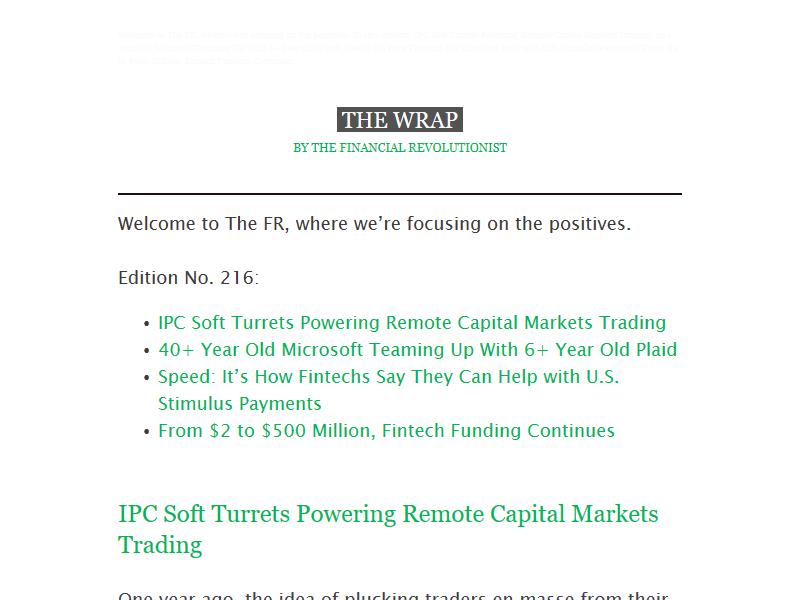 THE WRAP
BY THE FINANCIAL REVOLUTIONIST
Welcome to The FR, where we’re focusing on the positives.
Edition No. 216:
• IPC Soft Turrets Powering Remote Capital Markets Trading
• 40+ Year Old Microsoft Teaming Up With 6+ Year Old Plaid
• Speed: It’s How Fintechs Say They Can Help with U.S.
Stimulus Payments
• From $2 to $500 Million, Fintech Funding Continues
IPC Soft Turrets Powering Remote Capital Markets
Trading
One year ago, the idea of plucking traders en masse from their